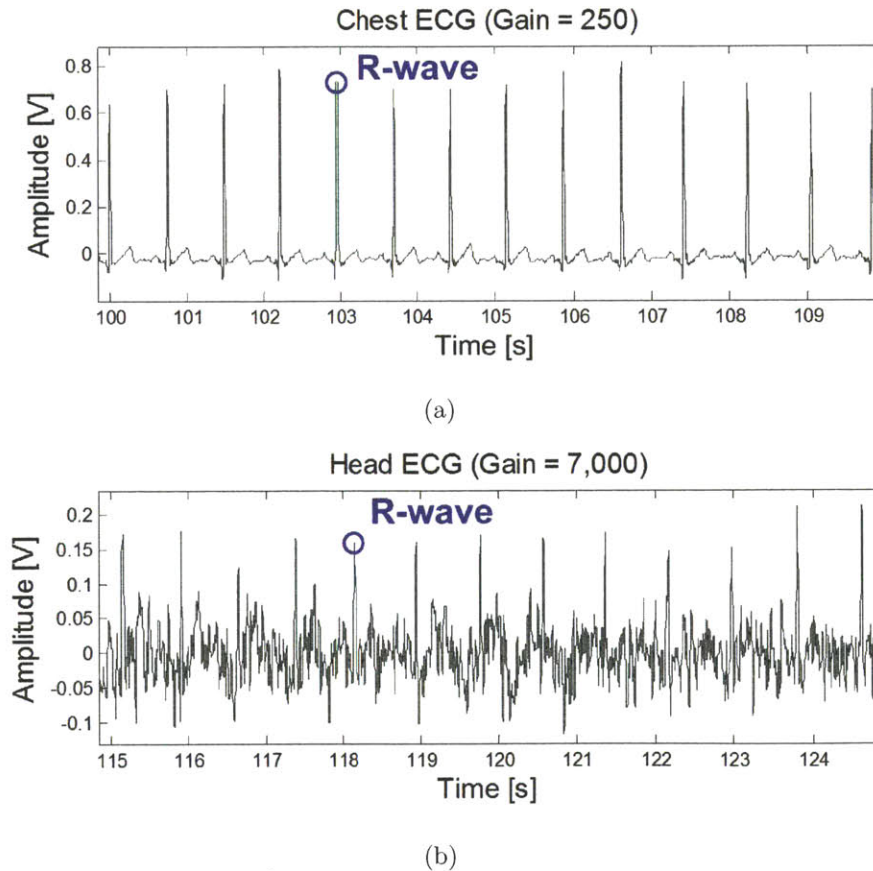 Chest ECG (Gain = 250)
R-wave
Amplitude [V]
0.8
0.6
0.4
0.2
0
100 101 102 103 104 105 106 107 108 109
Time [s]
(a)
Head ECG (Gain = 7,000)
R-wave
Amplitude [V]
0.2
0.15
0.1
0.05
0
-0.05
-0.1
115 116 117 118 119 120 121 122 123 124
Time [s]
(b)